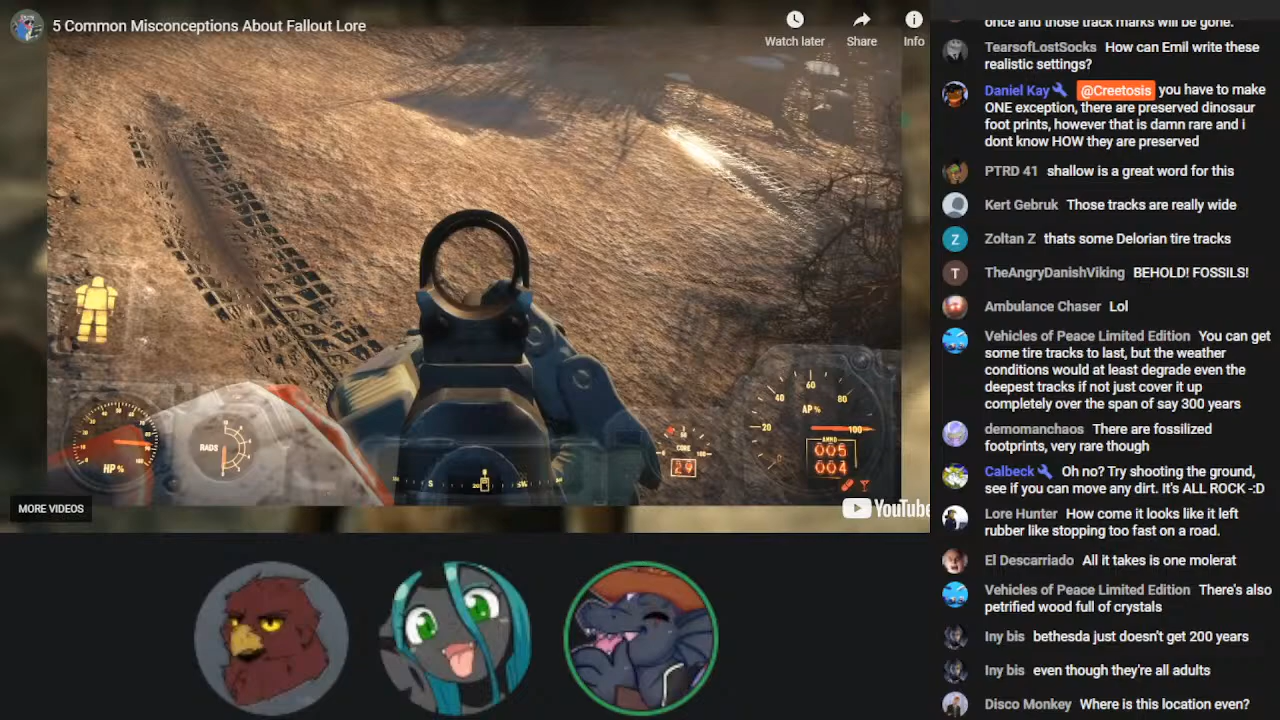 5 Common Misconceptions About Fallout Lore
Watch later
Share
Info
HP %
RADS
CORE
29
20
40
60
80
100
AP %
AMMO
005
004
S
SW
MORE VIDEOS
YouTube
once and those track marks will be gone.
TearsofLostSocks How can Emil write these
realistic settings?
Daniel Kay @Creetosis you have to make
ONE exception, there are preserved dinosaur
foot prints, however that is damn rare and i
dont know HOW they are preserved
PTRD 41 shallow is a great word for this
Kert Gebruk Those tracks are really wide
Z
Zoltan Z thats some Delorian tire tracks
T
TheAngryDanishViking BEHOLD! FOSSILS!
Ambulance Chaser Lol
Vehicles of Peace Limited Edition You can get
some tire tracks to last, but the weather
conditions would at least degrade even the
deepest tracks if not just cover it up
completely over the span of say 300 years
demomanchaos There are fossilized
footprints, very rare though
Calbeck Oh no? Try shooting the ground,
see if you can move any dirt. It's ALL ROCK -:D
Lore Hunter How come it looks like it left
rubber like stopping too fast on a road.
El Descarriado All it takes is one molerat
Vehicles of Peace Limited Edition There's also
petrified wood full of crystals
Iny bis bethesda just doesn't get 200 years
Iny bis even though they're all adults
Disco Monkey Where is this location even?